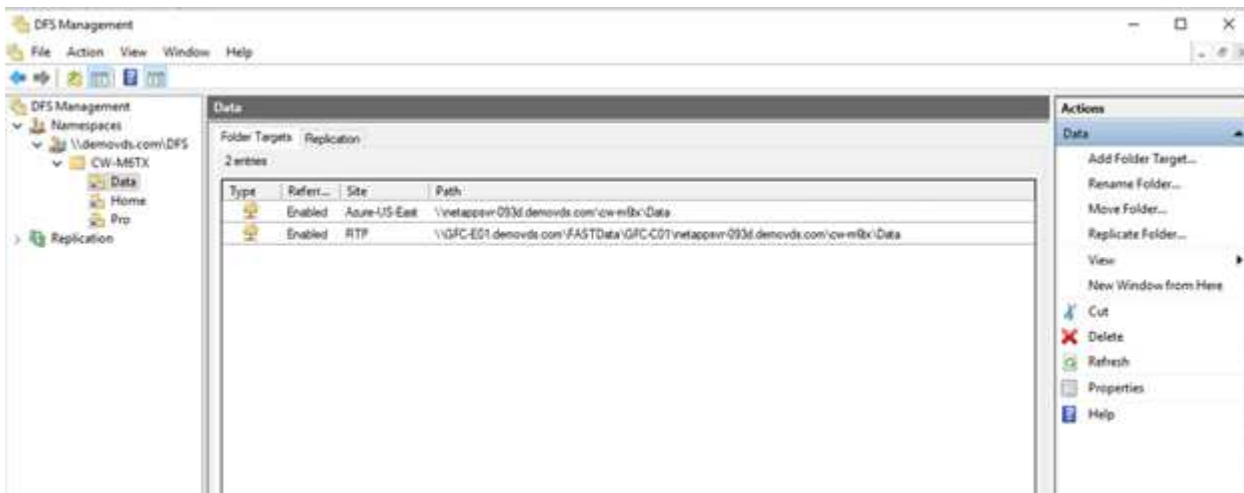 DFS Management
File Action View Window Help
DFS Management
Namespaces
\\demovds.com\DFS
CW-M6TX
Data
Home
Pro
Replication
Data
Folder Targets Replication
2 entries
Type Referr... Site Path
Enabled Azure-US-East \\netappsvr-093d.demovds.com\cw-m6tx\Data
Enabled RTP \\GFC-E01.demovds.com\FASTData\GFC-C01\netappsvr-093d.demovds.com\cw-m6tx\Data
Actions
Data
Add Folder Target...
Rename Folder...
Move Folder...
Replicate Folder...
View
New Window from Here
Cut
Delete
Refresh
Properties
Help